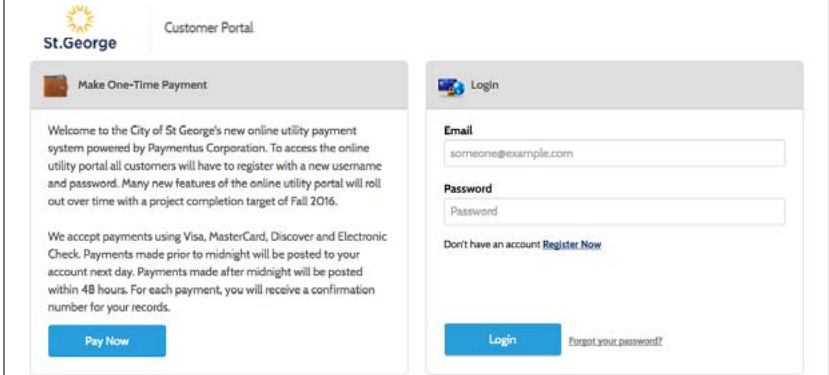 St.George
Customer Portal
Make One-Time Payment
Welcome to the City of St George's new online utility payment
system powered by Paymentus Corporation. To access the online
utility portal all customers will have to register with a new username
and password. Many new features of the online utility portal will roll
out over time with a project completion target of Fall 2016.
We accept payments using Visa, MasterCard, Discover and Electronic
Check. Payments made prior to midnight will be posted to your
account next day. Payments made after midnight will be posted
within 48 hours. For each payment, you will receive a confirmation
number for your records.
Pay Now
Login
Email
someone@example.com
Password
Password
Don't have an account Register Now
Login
Forgot your password?